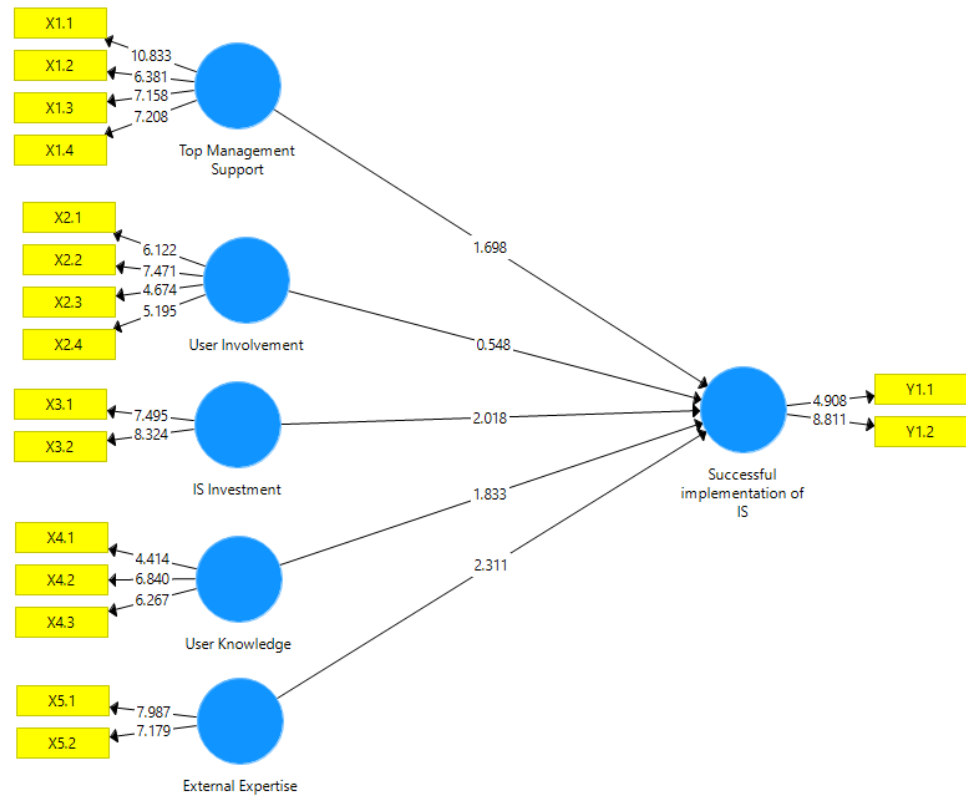 X1.1
10.833
X1.2
6.381
X1.3
7.158
7.208
X1.4
Top Management
Support
1.698
X2.1
6.122
X2.2
7.471
X2.3
4.674
5.195
X2.4
User Involvement
0.548
X3.1
7.495
X3.2
8.324
IS Investment
2.018
X4.1
4.414
X4.2
6.840
X4.3
6.267
User Knowledge
1.833
X5.1
7.987
X5.2
7.179
External Expertise
2.311
Successful
implementation of
IS
4.908
Y1.1
8.811
Y1.2